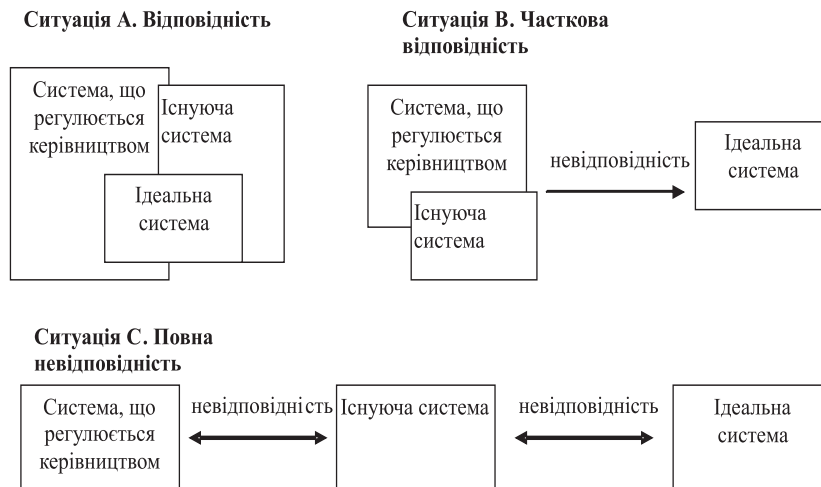 Ситуація А. Відповідність
Система, що
регулюється
керівництвом
Існуюча
система
Ідеальна
система
Ситуація В. Часткова
відповідність
Система, що
регулюється
керівництвом
Існуюча
система
невідповідність
Ідеальна
система
Ситуація С. Повна
невідповідність
Система, що
регулюється
керівництвом
невідповідність
Існуюча система
невідповідність
Ідеальна
система